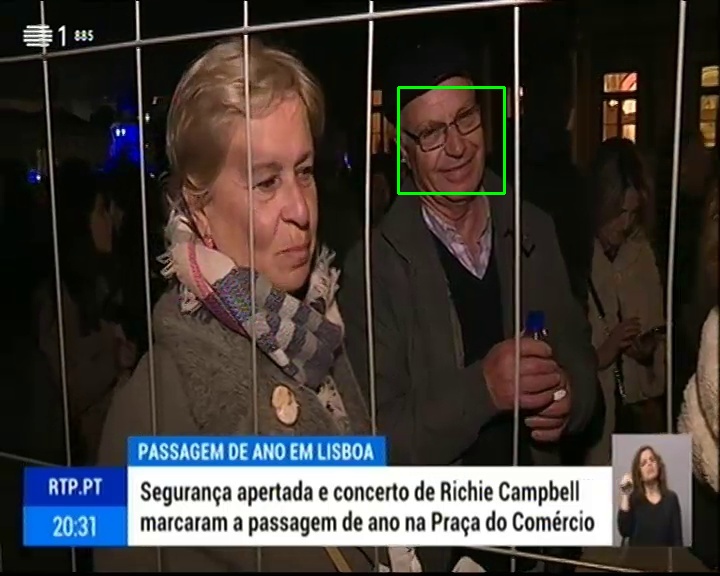 1 885
PASSAGEM DE ANO EM LISBOA
RTP.PT
Segurança apertada e concerto de Richie Campbell
20:31
marcaram a passagem de ano na Praça do Comércio